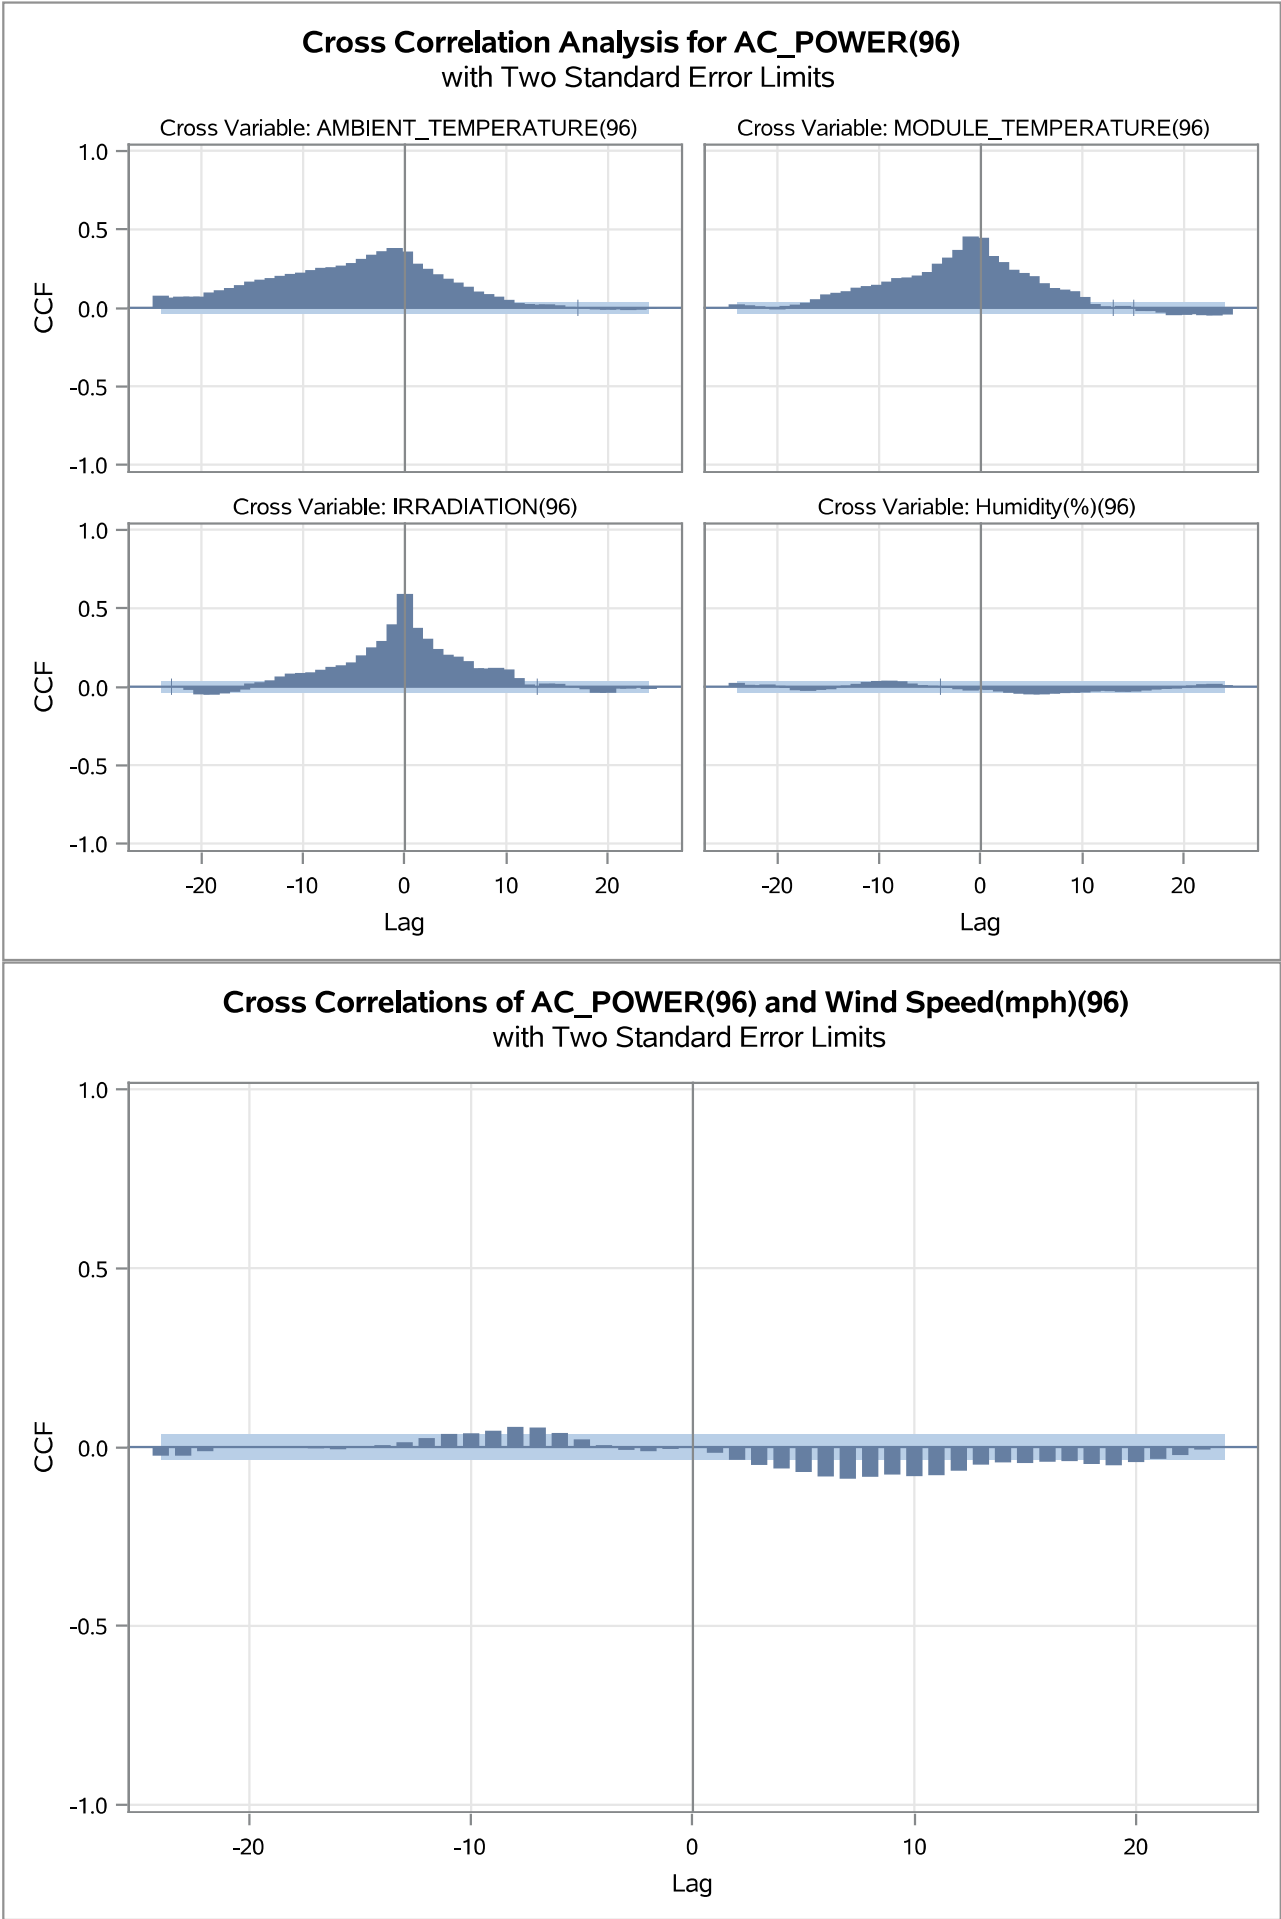 Cross Correlation Analysis for AC_POWER(96)
with Two Standard Error Limits
Cross Variable: AMBIENT_TEMPERATURE(96)
Cross Variable: MODULE_TEMPERATURE(96)
1.0
0.5
0.0
-0.5
-1.0
CCF
Cross Variable: IRRADIATION(96)
Cross Variable: Humidity(%)(96)
1.0
0.5
0.0
-0.5
-1.0
CCF
-20 -10 0 10 20
-20 -10 0 10 20
Lag
Lag
Cross Correlations of AC_POWER(96) and Wind Speed(mph)(96)
with Two Standard Error Limits
1.0
0.5
0.0
-0.5
-1.0
CCF
-20 -10 0 10 20
Lag